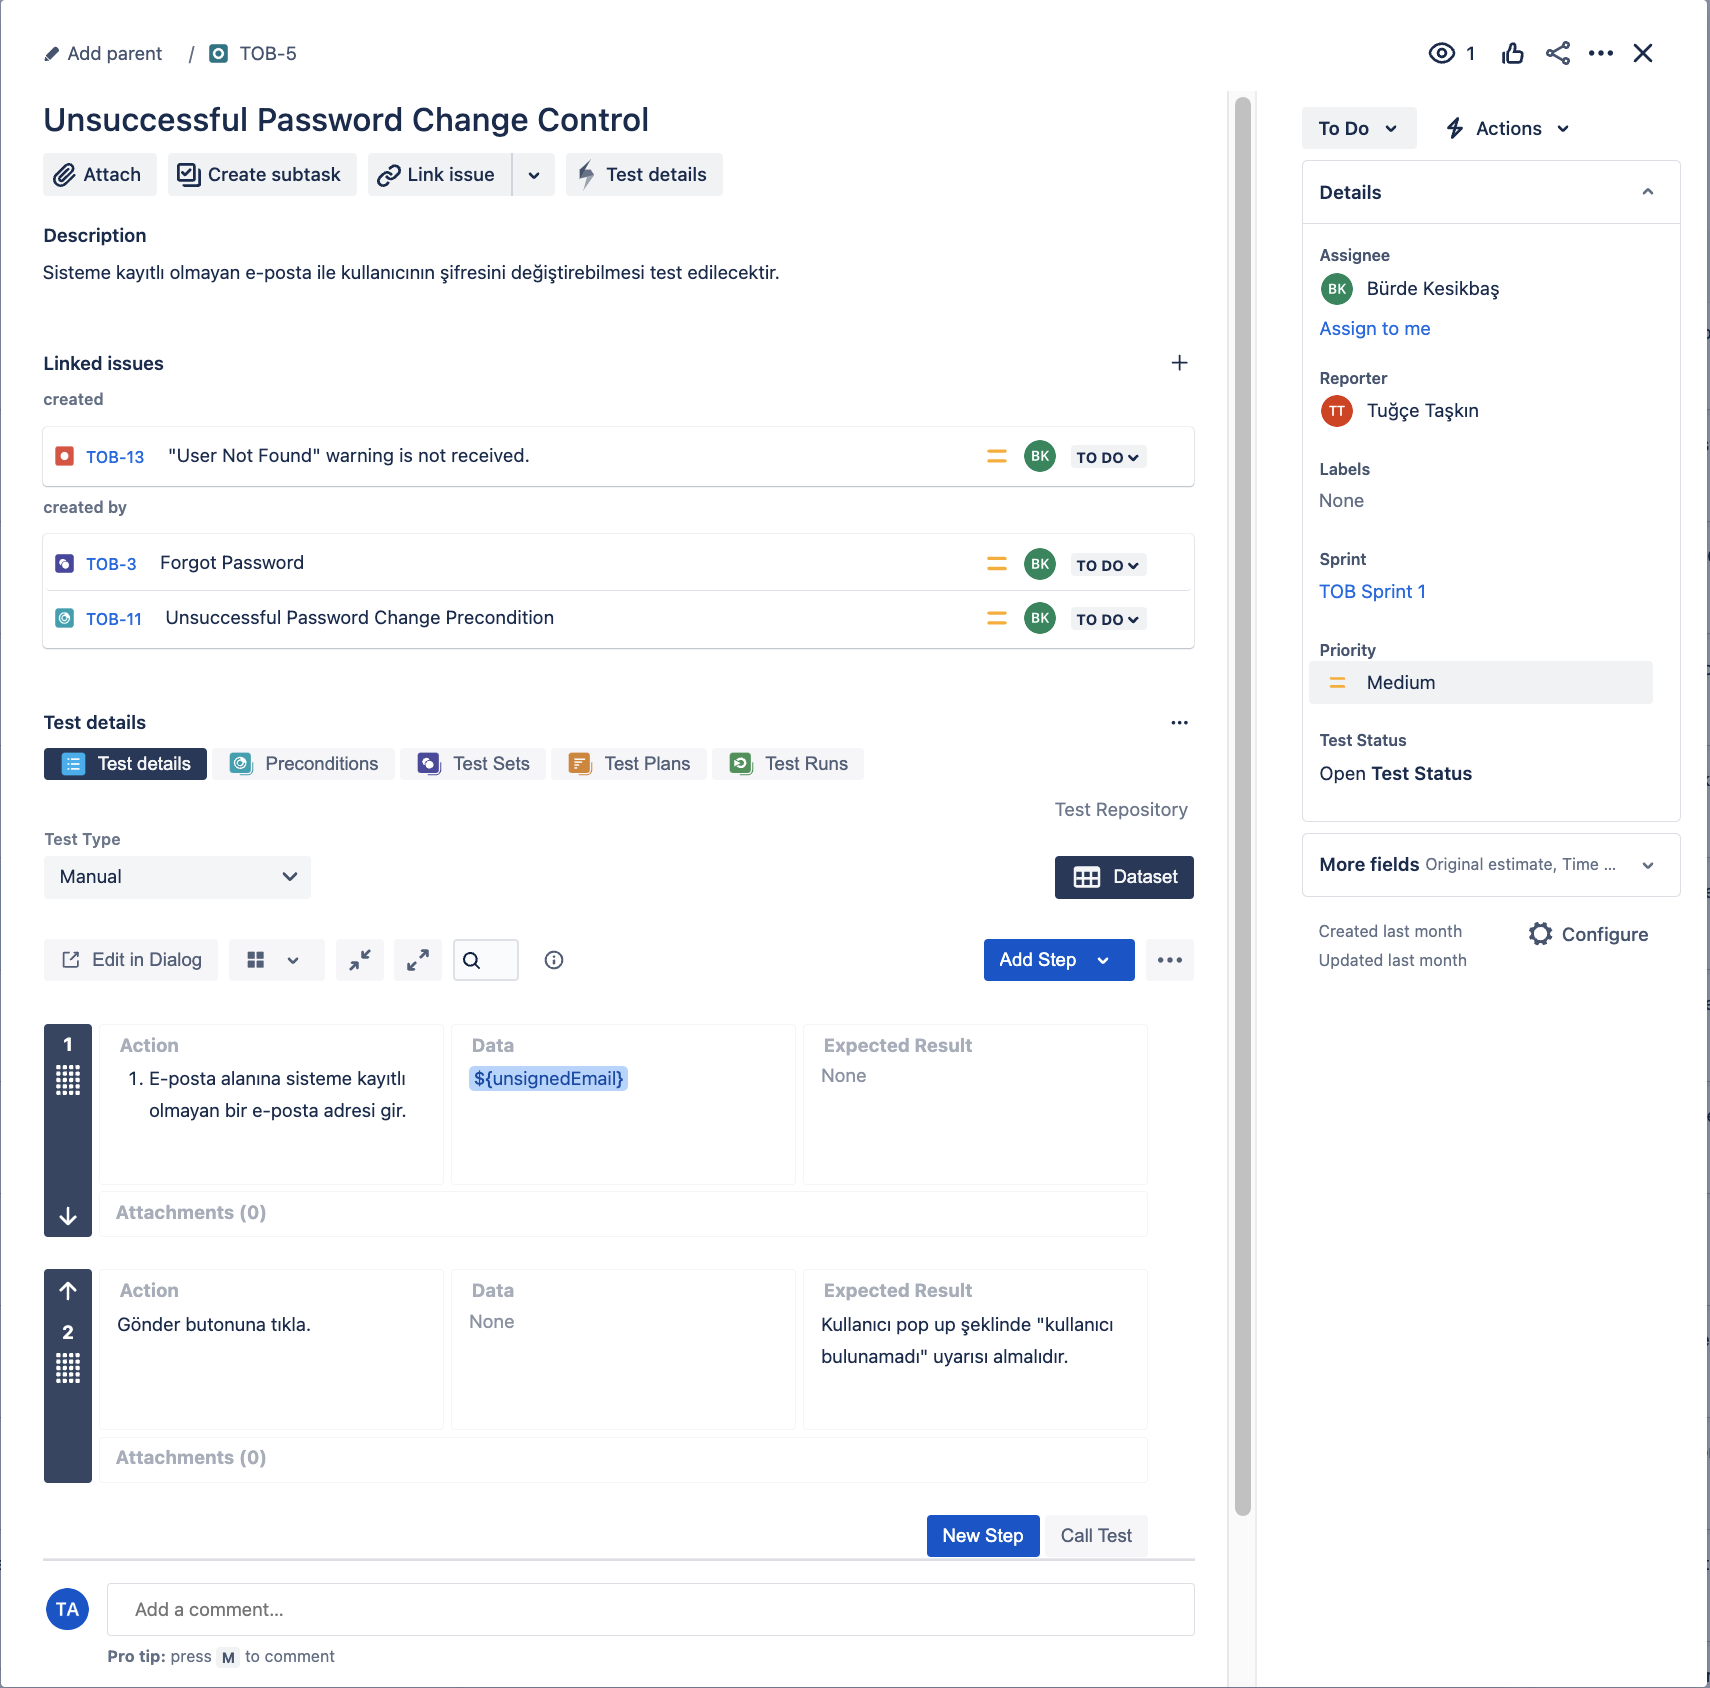 Add parent / TOB-5
1
Unsuccessful Password Change Control
Attach
Create subtask
Link issue
Test details
Description
Sisteme kayıtlı olmayan e-posta ile kullanıcının şifresini değiştirebilmesi test edilecektir.
Linked issues
created
TOB-13 "User Not Found" warning is not received. BK TO DO
created by
TOB-3 Forgot Password BK TO DO
TOB-11 Unsuccessful Password Change Precondition BK TO DO
Test details
Test details Preconditions Test Sets Test Plans Test Runs
Test Repository
Test Type
Manual
Dataset
Edit in Dialog
Add Step
1
Action
1. E-posta alanına sisteme kayıtlı
olmayan bir e-posta adresi gir.
Data
${unsignedEmail}
Expected Result
None
Attachments (0)
2
Action
Gönder butonuna tıkla.
Data
None
Expected Result
Kullanıcı pop up şeklinde "kullanıcı
bulunamadı" uyarısı almalıdır.
Attachments (0)
New Step
Call Test
TA
Add a comment...
Pro tip: press M to comment
To Do
Actions
Details
Assignee
BK Bürde Kesikbaş
Assign to me
Reporter
TT Tuğçe Taşkın
Labels
None
Sprint
TOB Sprint 1
Priority
Medium
Test Status
Open Test Status
More fields Original estimate, Time ...
Created last month
Updated last month
Configure